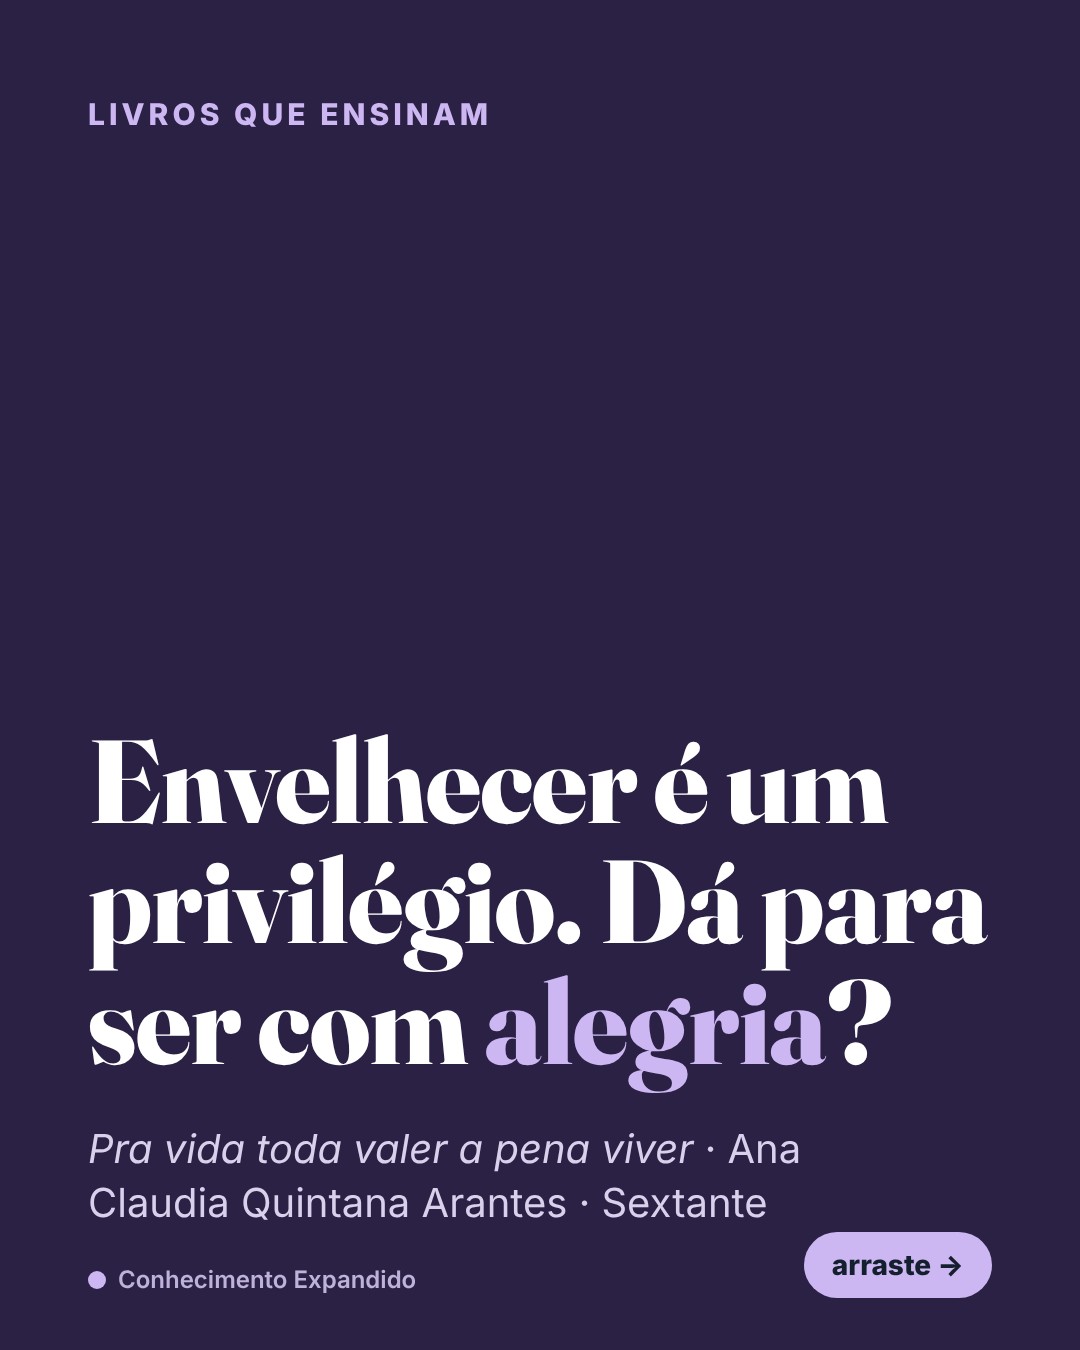 LIVROS QUE ENSINAM
Envelhecer é um
privilégio. Dá para
ser com alegria?
Pra vida toda valer a pena viver · Ana
Claudia Quintana Arantes · Sextante
arraste →
Conhecimento Expandido